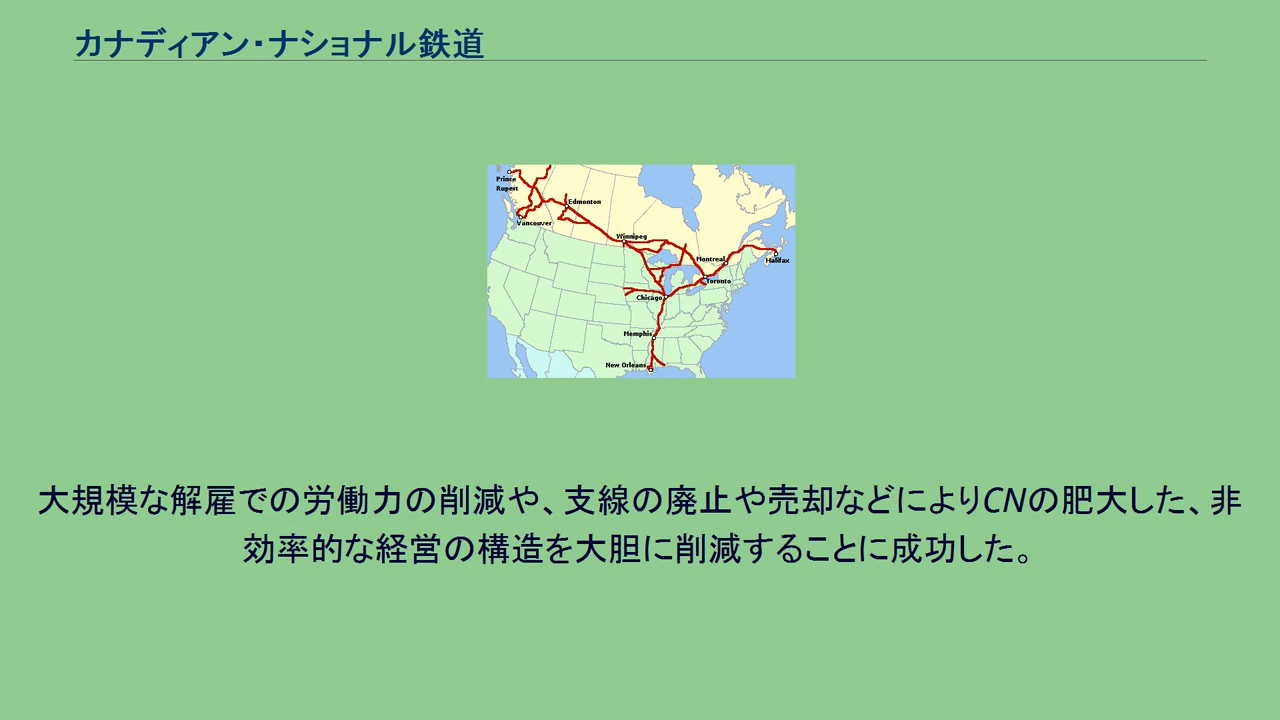 カナディアン・ナショナル鉄道
Prince
Rupert
Edmonton
Vancouver
Winnipeg
Montreal
Halifax
Toronto
Chicago
Memphis
New Orleans
大規模な解雇での労働力の削減や、支線の廃止や売却などによりCNの肥大した、非
効率的な経営の構造を大胆に削減することに成功した。